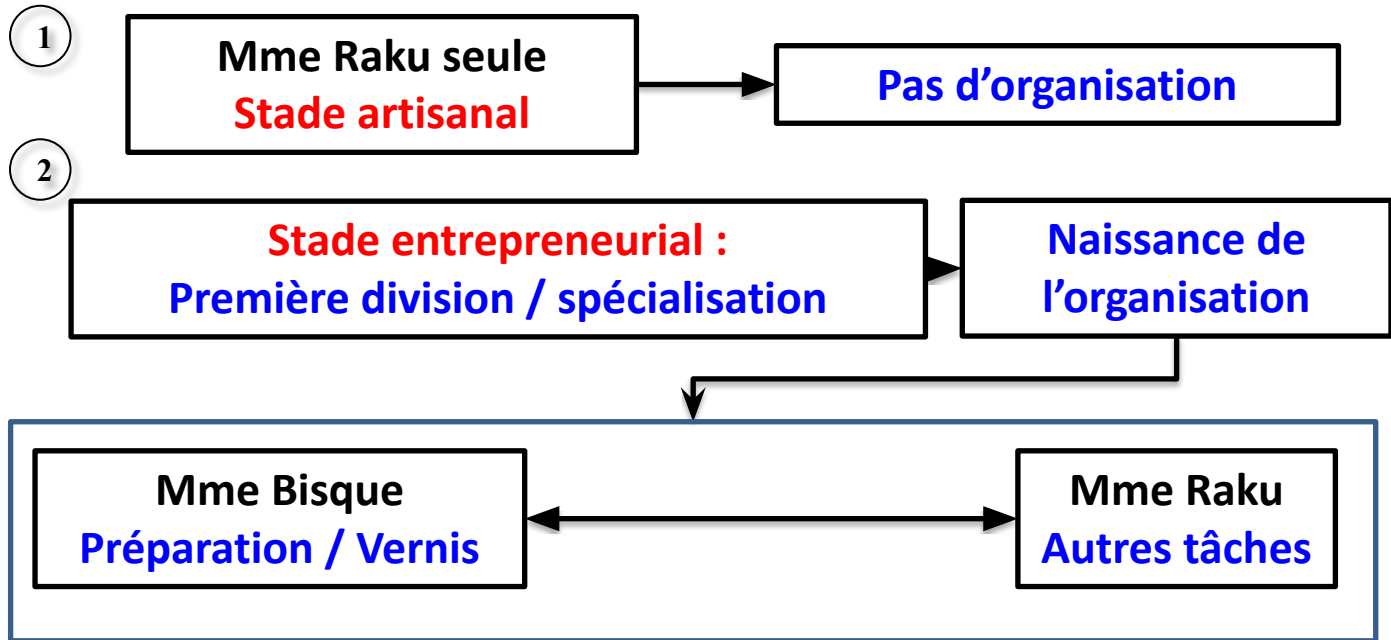 1
Mme Raku seule
Stade artisanal
Pas d’organisation
2
Stade entrepreneurial :
Première division / spécialisation
Naissance de
l’organisation
Mme Bisque
Préparation / Vernis
Mme Raku
Autres tâches